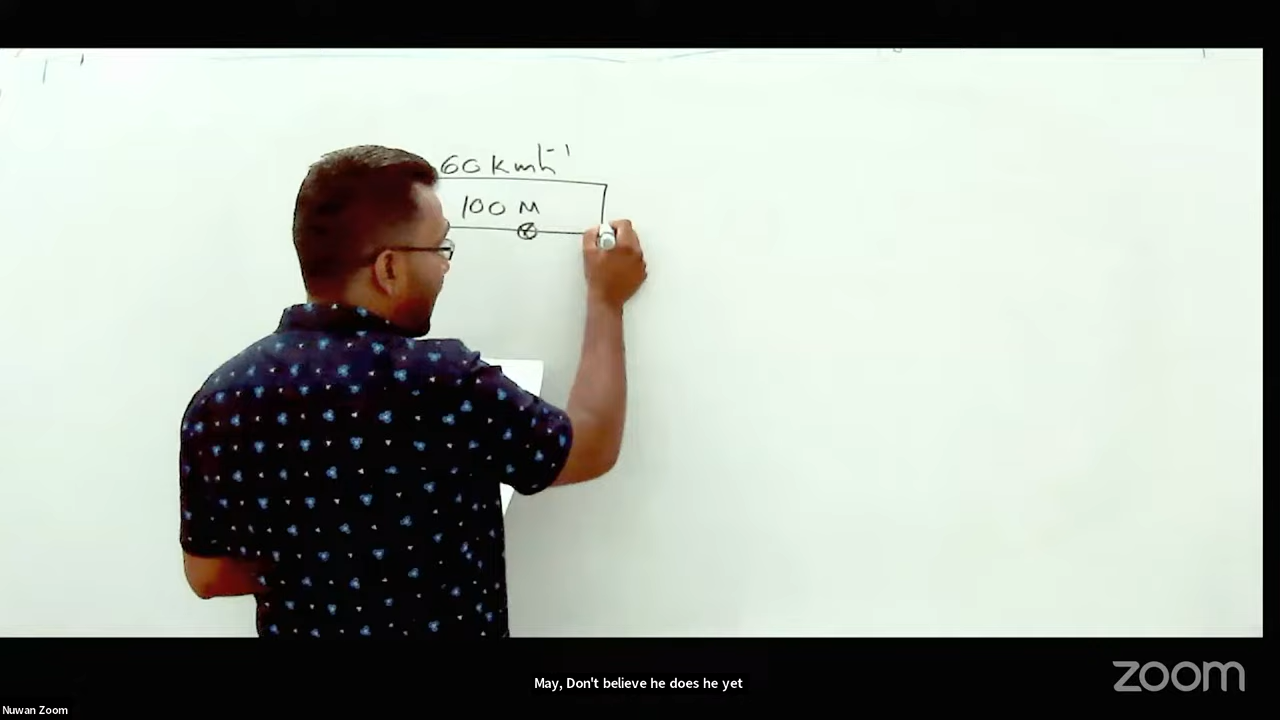 60 kmh⁻¹
100 M
May, Don't believe he does he yet
zoom
Nuwan Zoom